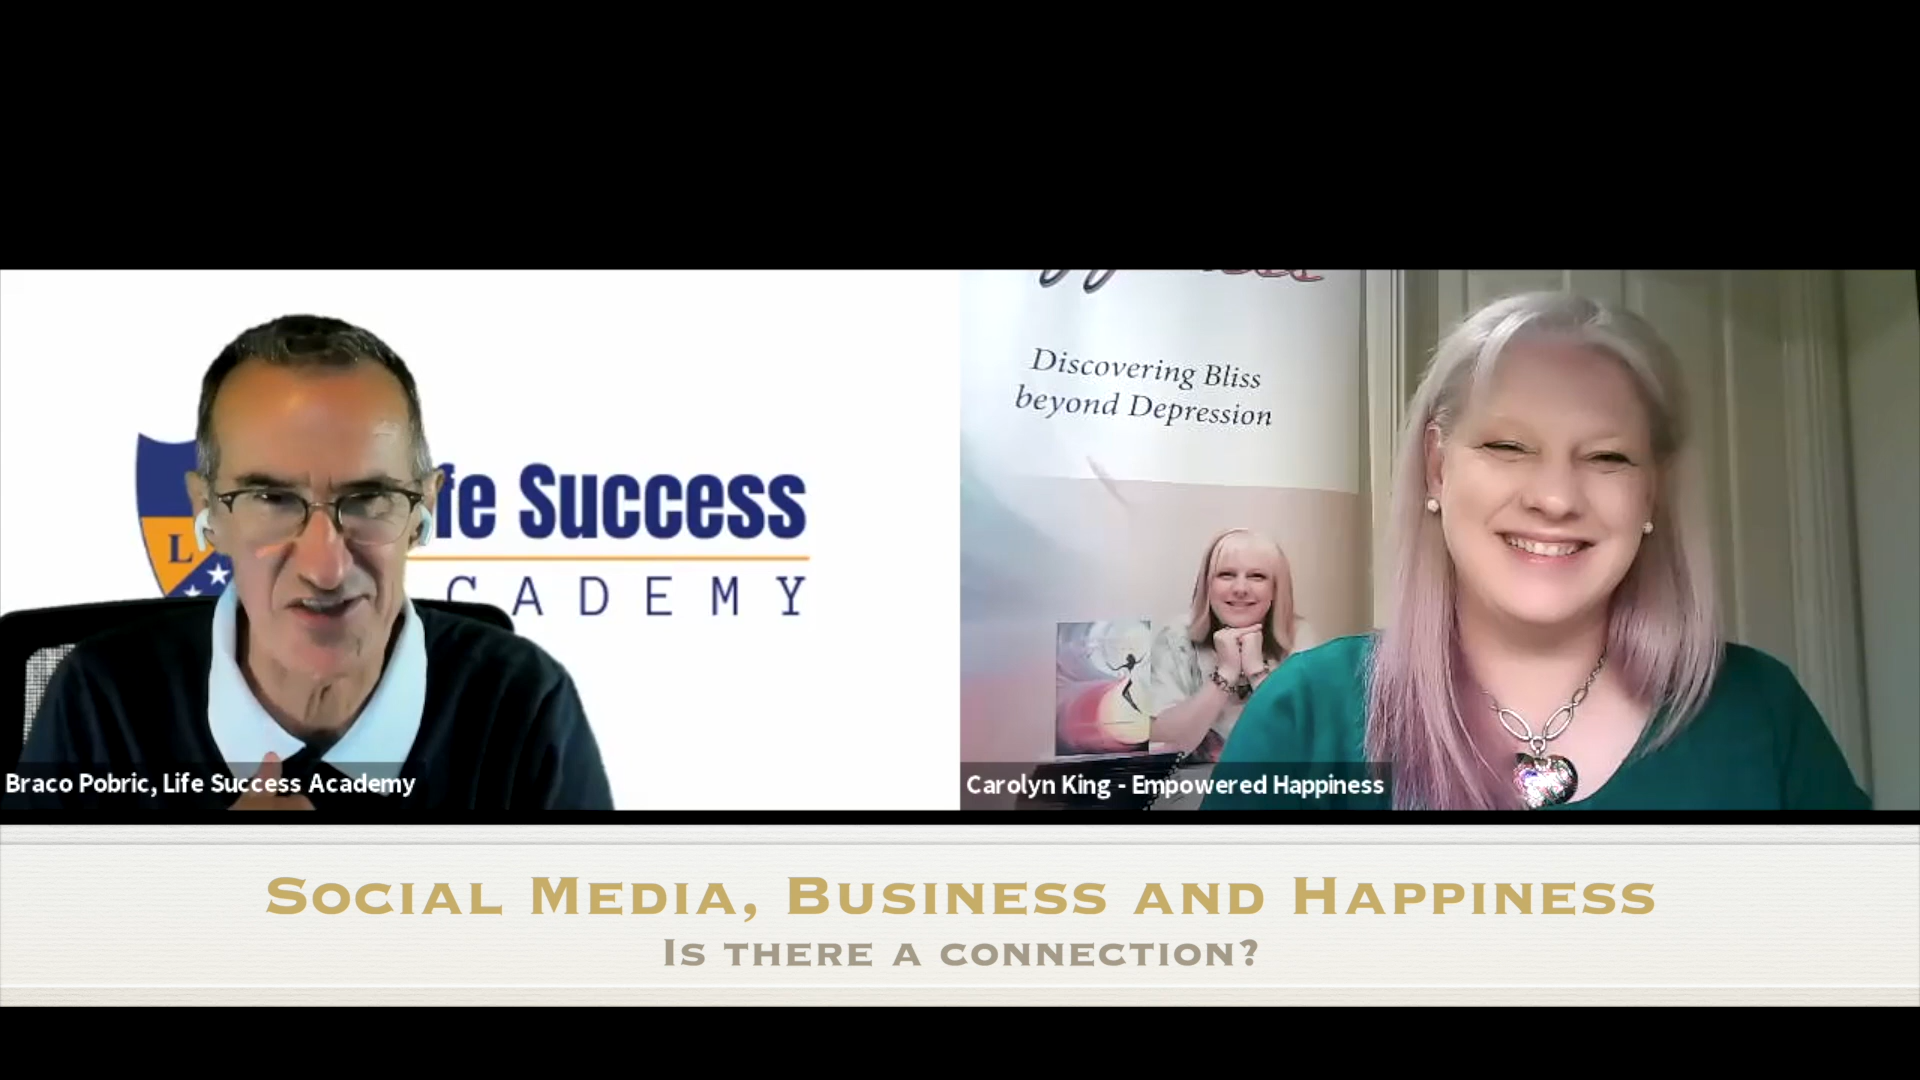 L
fe Success
CADEMY
Discovering Bliss
beyond Depression
Braco Pobric, Life Success Academy
Carolyn King - Empowered Happiness
Social Media, Business and Happiness
Is there a connection?